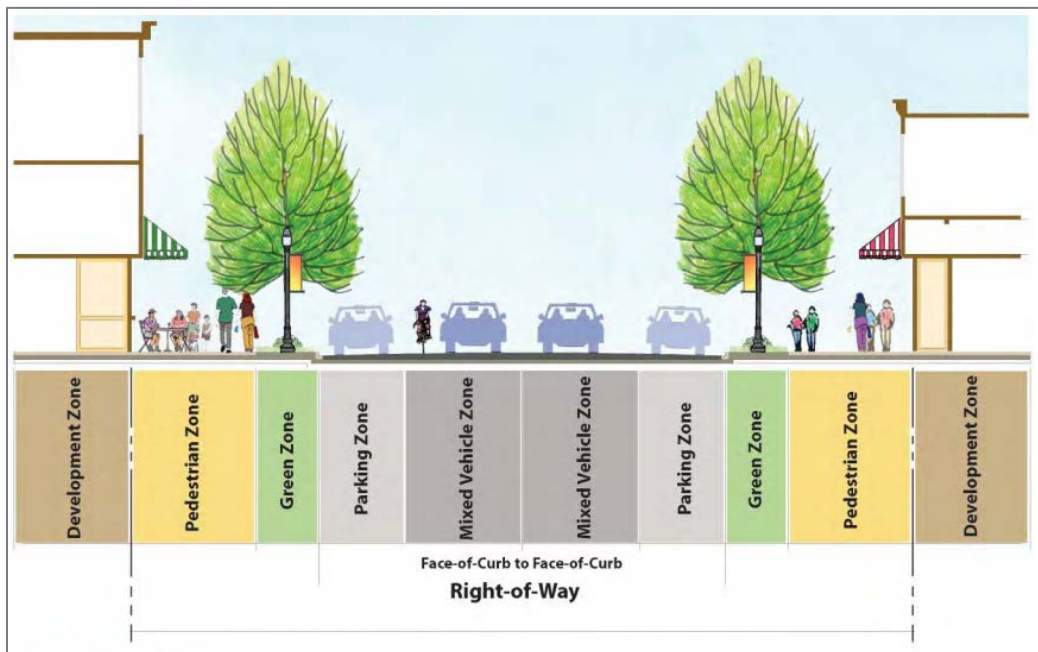 Development Zone
Pedestrian Zone
Green Zone
Parking Zone
Mixed Vehicle Zone
Mixed Vehicle Zone
Parking Zone
Green Zone
Pedestrian Zone
Development Zone
Face-of-Curb to Face-of-Curb
Right-of-Way